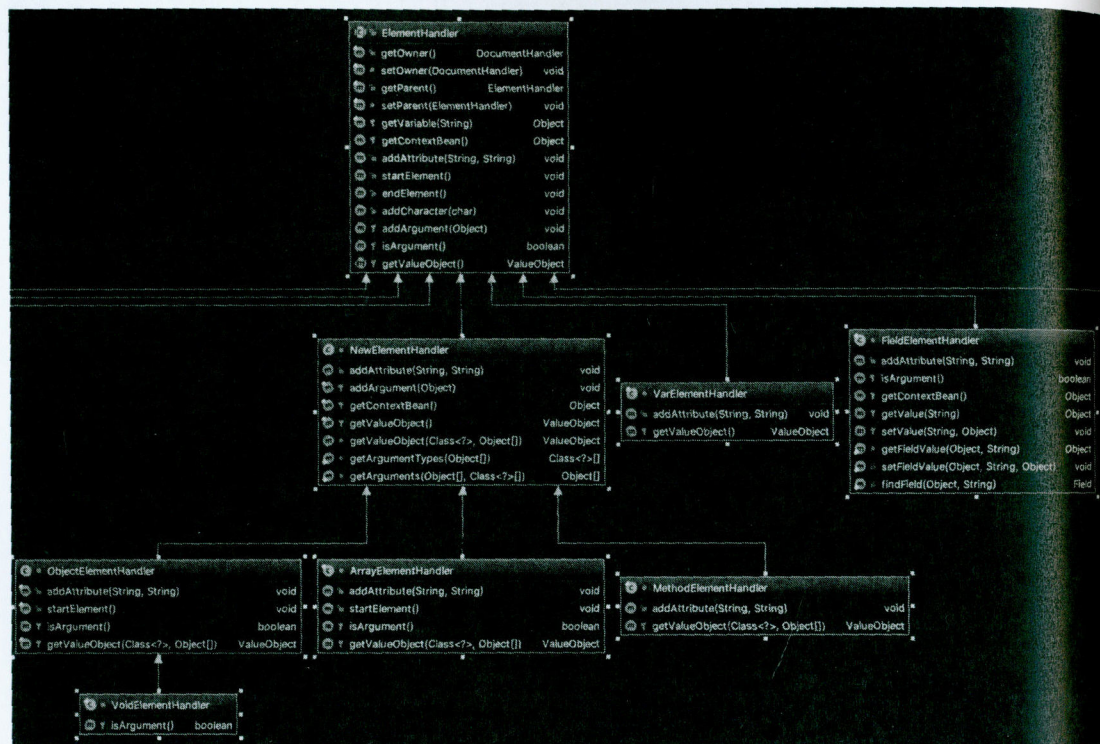 ElementHandler
getOwner() DocumentHandler
setOwner(DocumentHandler) void
getParent() ElementHandler
setParent(ElementHandler) void
getVariable(String) Object
getContextBean() Object
addAttribute(String, String) void
startElement() void
endElement() void
addCharacter(char) void
addArgument(Object) void
isArgument() boolean
getValueObject() ValueObject
NewElementHandler
addAttribute(String, String) void
addArgument(Object) void
getContextBean() Object
getValueObject() ValueObject
getValueObject(Class<?>, Object[]) ValueObject
getArgumentTypes(Object[]) Class<?>[]
getArguments(Object[], Class<?>[]) Object[]
VarElementHandler
addAttribute(String, String) void
getValueObject() ValueObject
FieldElementHandler
addAttribute(String, String) void
isArgument() boolean
getContextBean() Object
getValue(String) Object
setValue(String, Object) void
getFieldValue(Object, String) Object
setFieldValue(Object, String, Object) void
findField(Object, String) Field
ObjectElementHandler
addAttribute(String, String) void
startElement() void
isArgument() boolean
getValueObject(Class<?>, Object[]) ValueObject
ArrayElementHandler
addAttribute(String, String) void
startElement() void
isArgument() boolean
getValueObject(Class<?>, Object[]) ValueObject
MethodElementHandler
addAttribute(String, String) void
getValueObject(Class<?>, Object[]) ValueObject
VoidElementHandler
isArgument() boolean